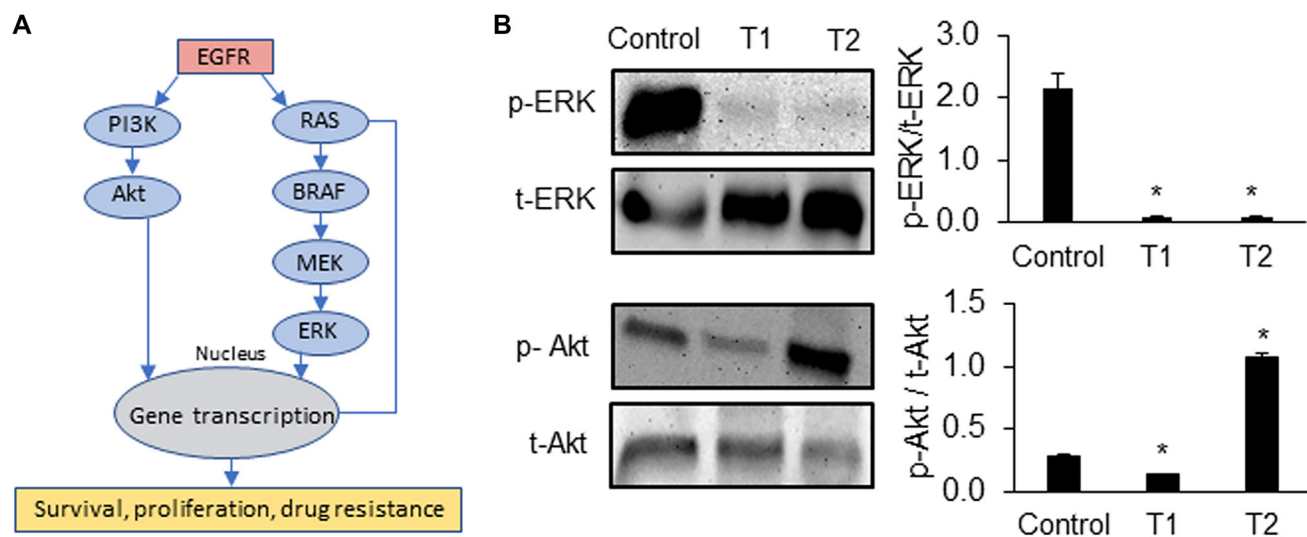 A
EGFR
PI3K
RAS
Akt
BRAF
MEK
ERK
Nucleus
Gene transcription
Survival, proliferation, drug resistance
B
Control T1 T2
p-ERK
t-ERK
p- Akt
t-Akt
p-ERK/t-ERK
3.0
2.0
1.0
0.0
* *
Control T1 T2
p-Akt / t-Akt
1.5
1.0
0.5
0.0
*
*
Control T1 T2